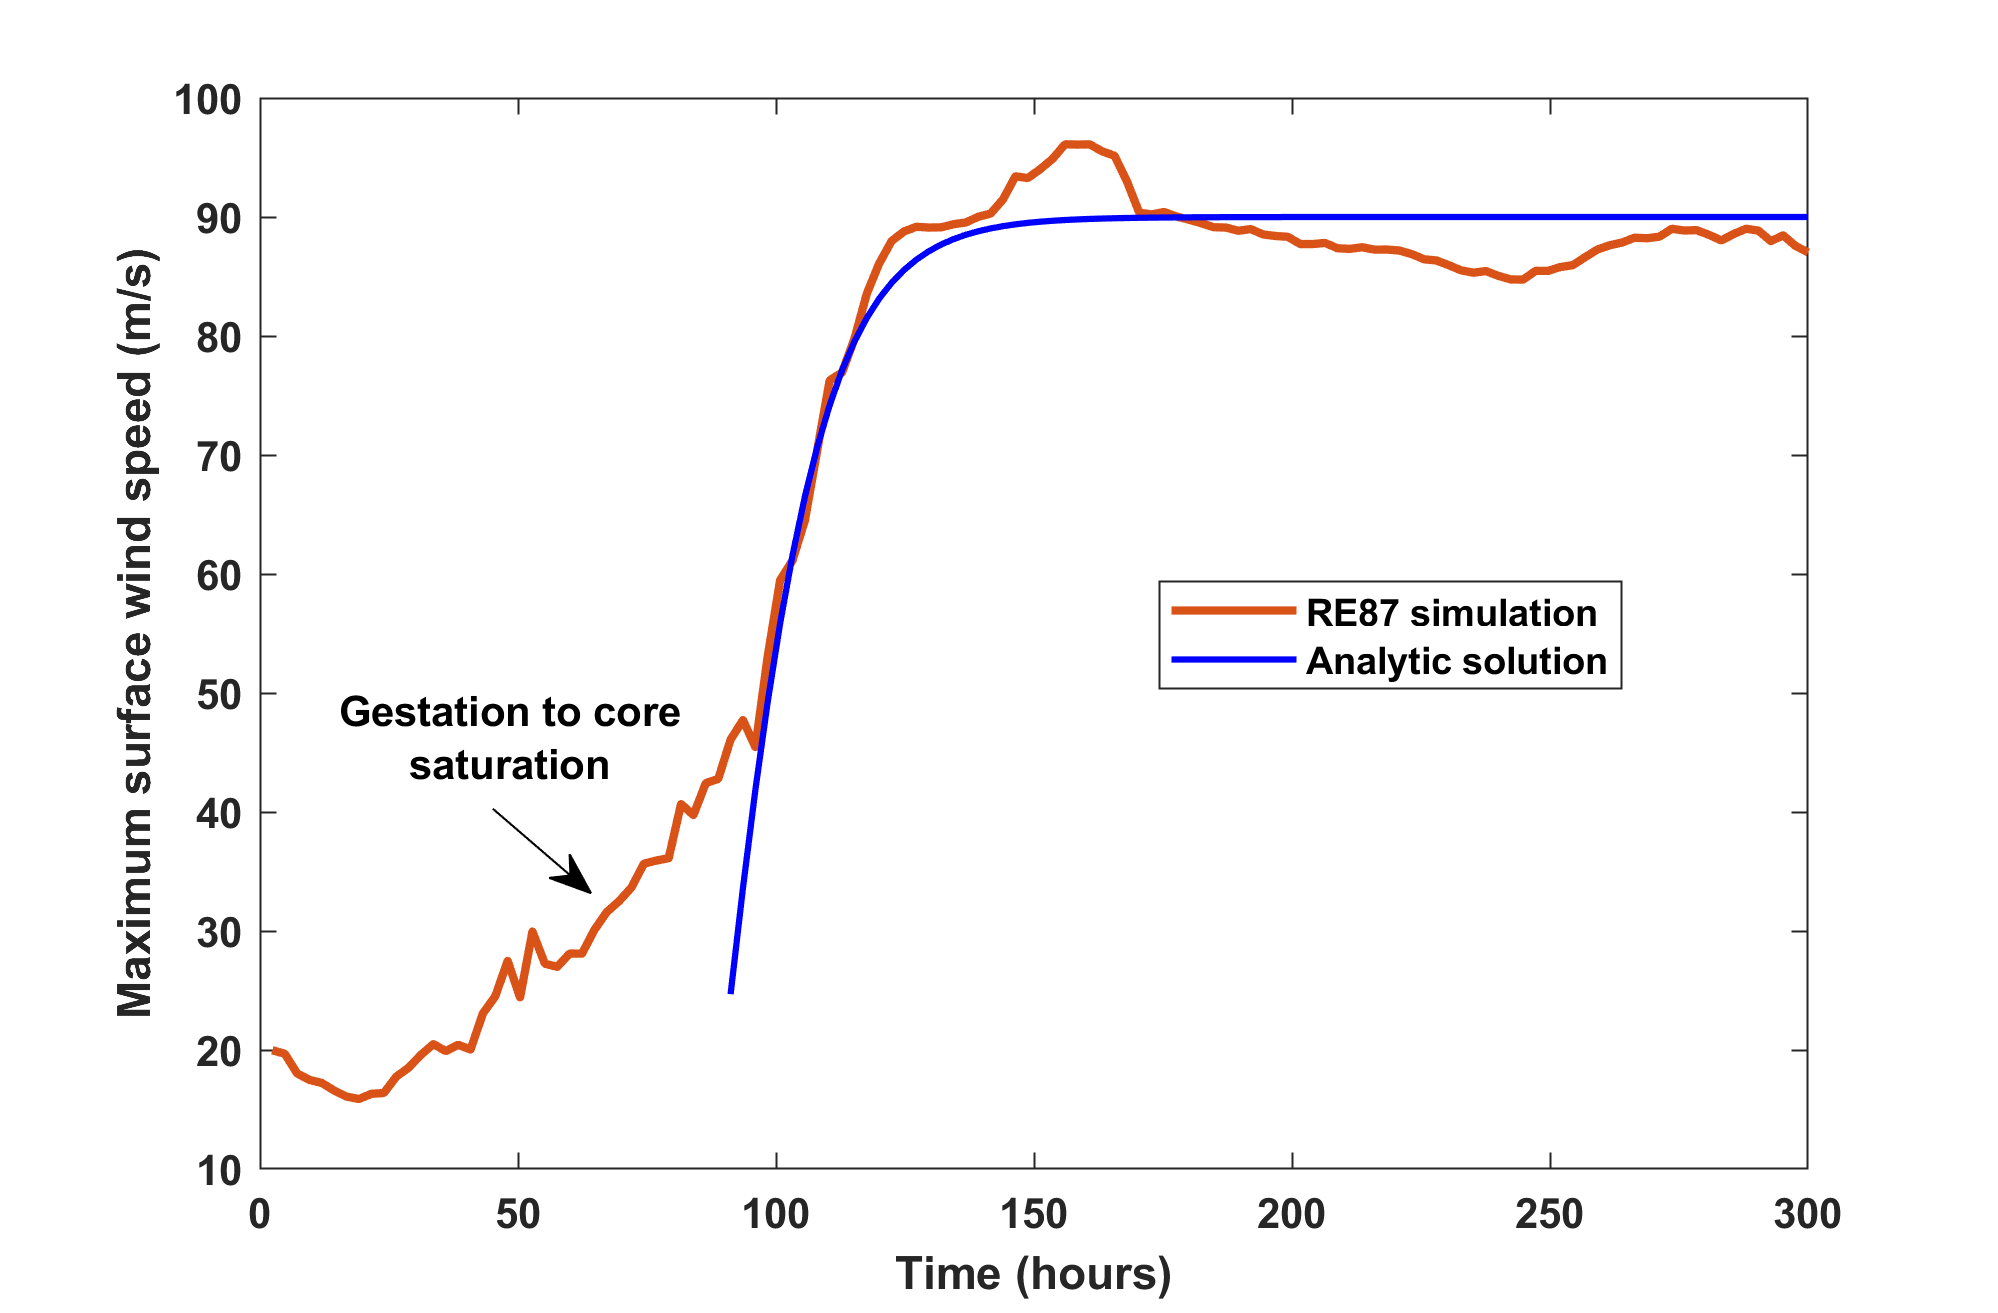 Maximum surface wind speed (m/s)
100
90
80
70
60
50
40
30
20
10
Gestation to core
saturation
RE87 simulation
Analytic solution
0 50 100 150 200 250 300
Time (hours)